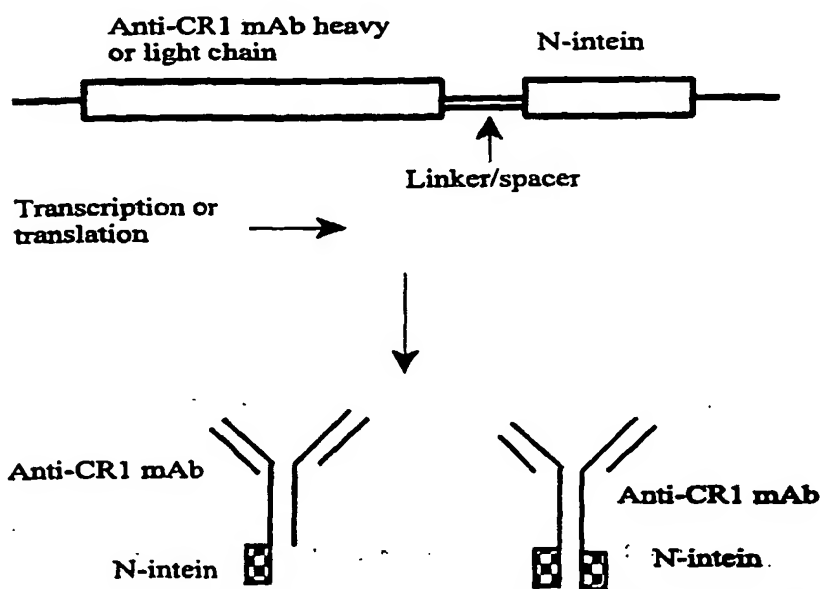 Anti-CR1 mAb heavy
or light chain
N-intein
Linker/spacer
Transcription or
translation
Anti-CR1 mAb
Anti-CR1 mAb
N-intein
N-intein